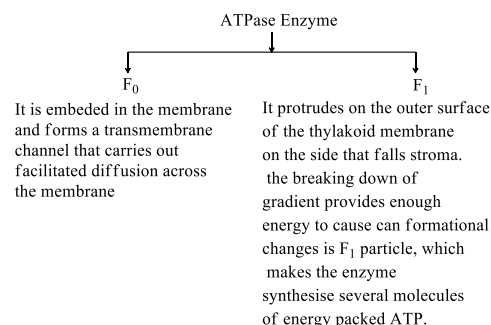 ATPase Enzyme
F₀
It is embeded in the membrane
and forms a transmembrane
channel that carries out
facilitated diffusion across
the membrane
F₁
It protrudes on the outer surface
of the thylakoid membrane
on the side that falls stroma.
the breaking down of
gradient provides enough
energy to cause can formational
changes is F₁ particle, which
makes the enzyme
synthesise several molecules
of energy packed ATP.